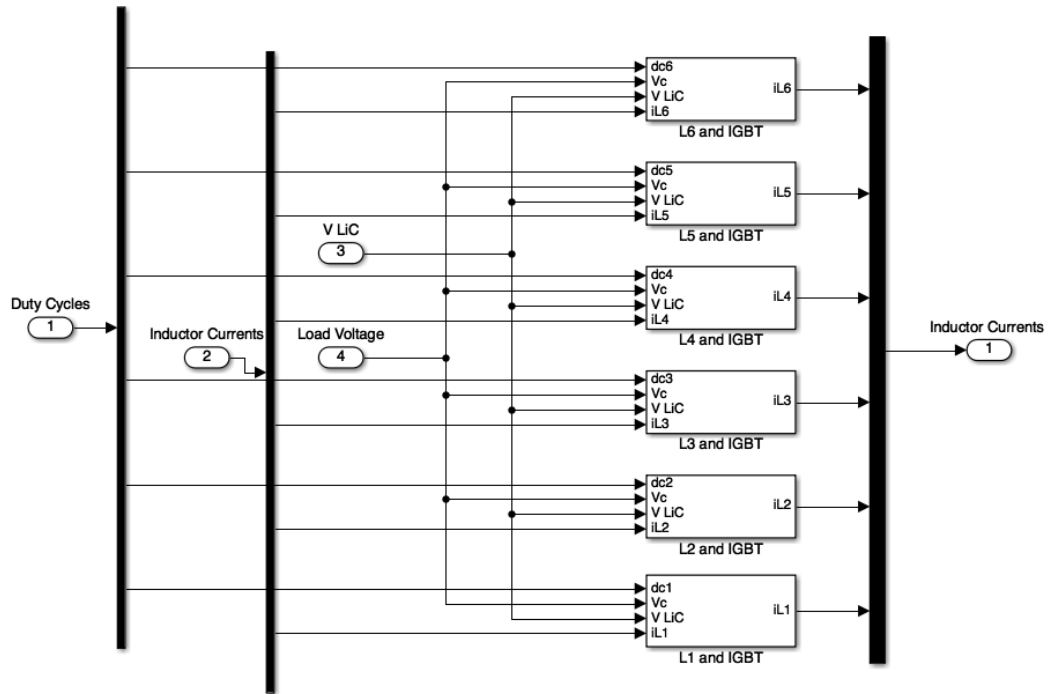 dc6
Vc
V LiC
iL6
iL6
L6 and IGBT
dc5
Vc
V LiC
iL5
iL5
L5 and IGBT
V LiC
3
dc4
Vc
V LiC
iL4
iL4
L4 and IGBT
Duty Cycles
1
Inductor Currents
2
Load Voltage
4
Inductor Currents
1
dc3
Vc
V LiC
iL3
iL3
L3 and IGBT
dc2
Vc
V LiC
iL2
iL2
L2 and IGBT
dc1
Vc
V LiC
iL1
iL1
L1 and IGBT